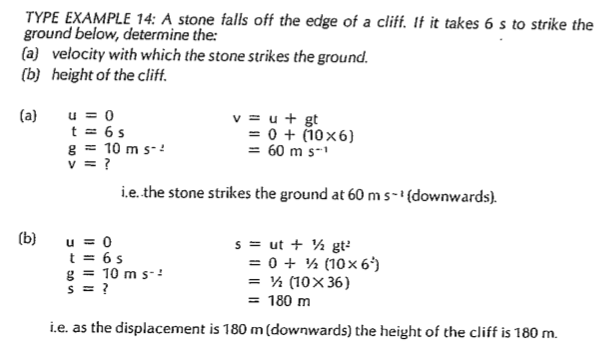 TYPE EXAMPLE 14: A stone falls off the edge of a cliff. If it takes 6 s to strike the
ground below, determine the:
(a) velocity with which the stone strikes the ground.
(b) height of the cliff.
(a) u = 0 v = u + gt
t = 6 s = 0 + (10×6)
g = 10 m s-² = 60 m s-¹
v = ?
i.e. the stone strikes the ground at 60 m s-¹ (downwards).
(b) u = 0 s = ut + ½ gt²
t = 6 s = 0 + ½ (10×6²)
g = 10 m s-² = ½ (10×36)
s = ? = 180 m
i.e. as the displacement is 180 m (downwards) the height of the cliff is 180 m.